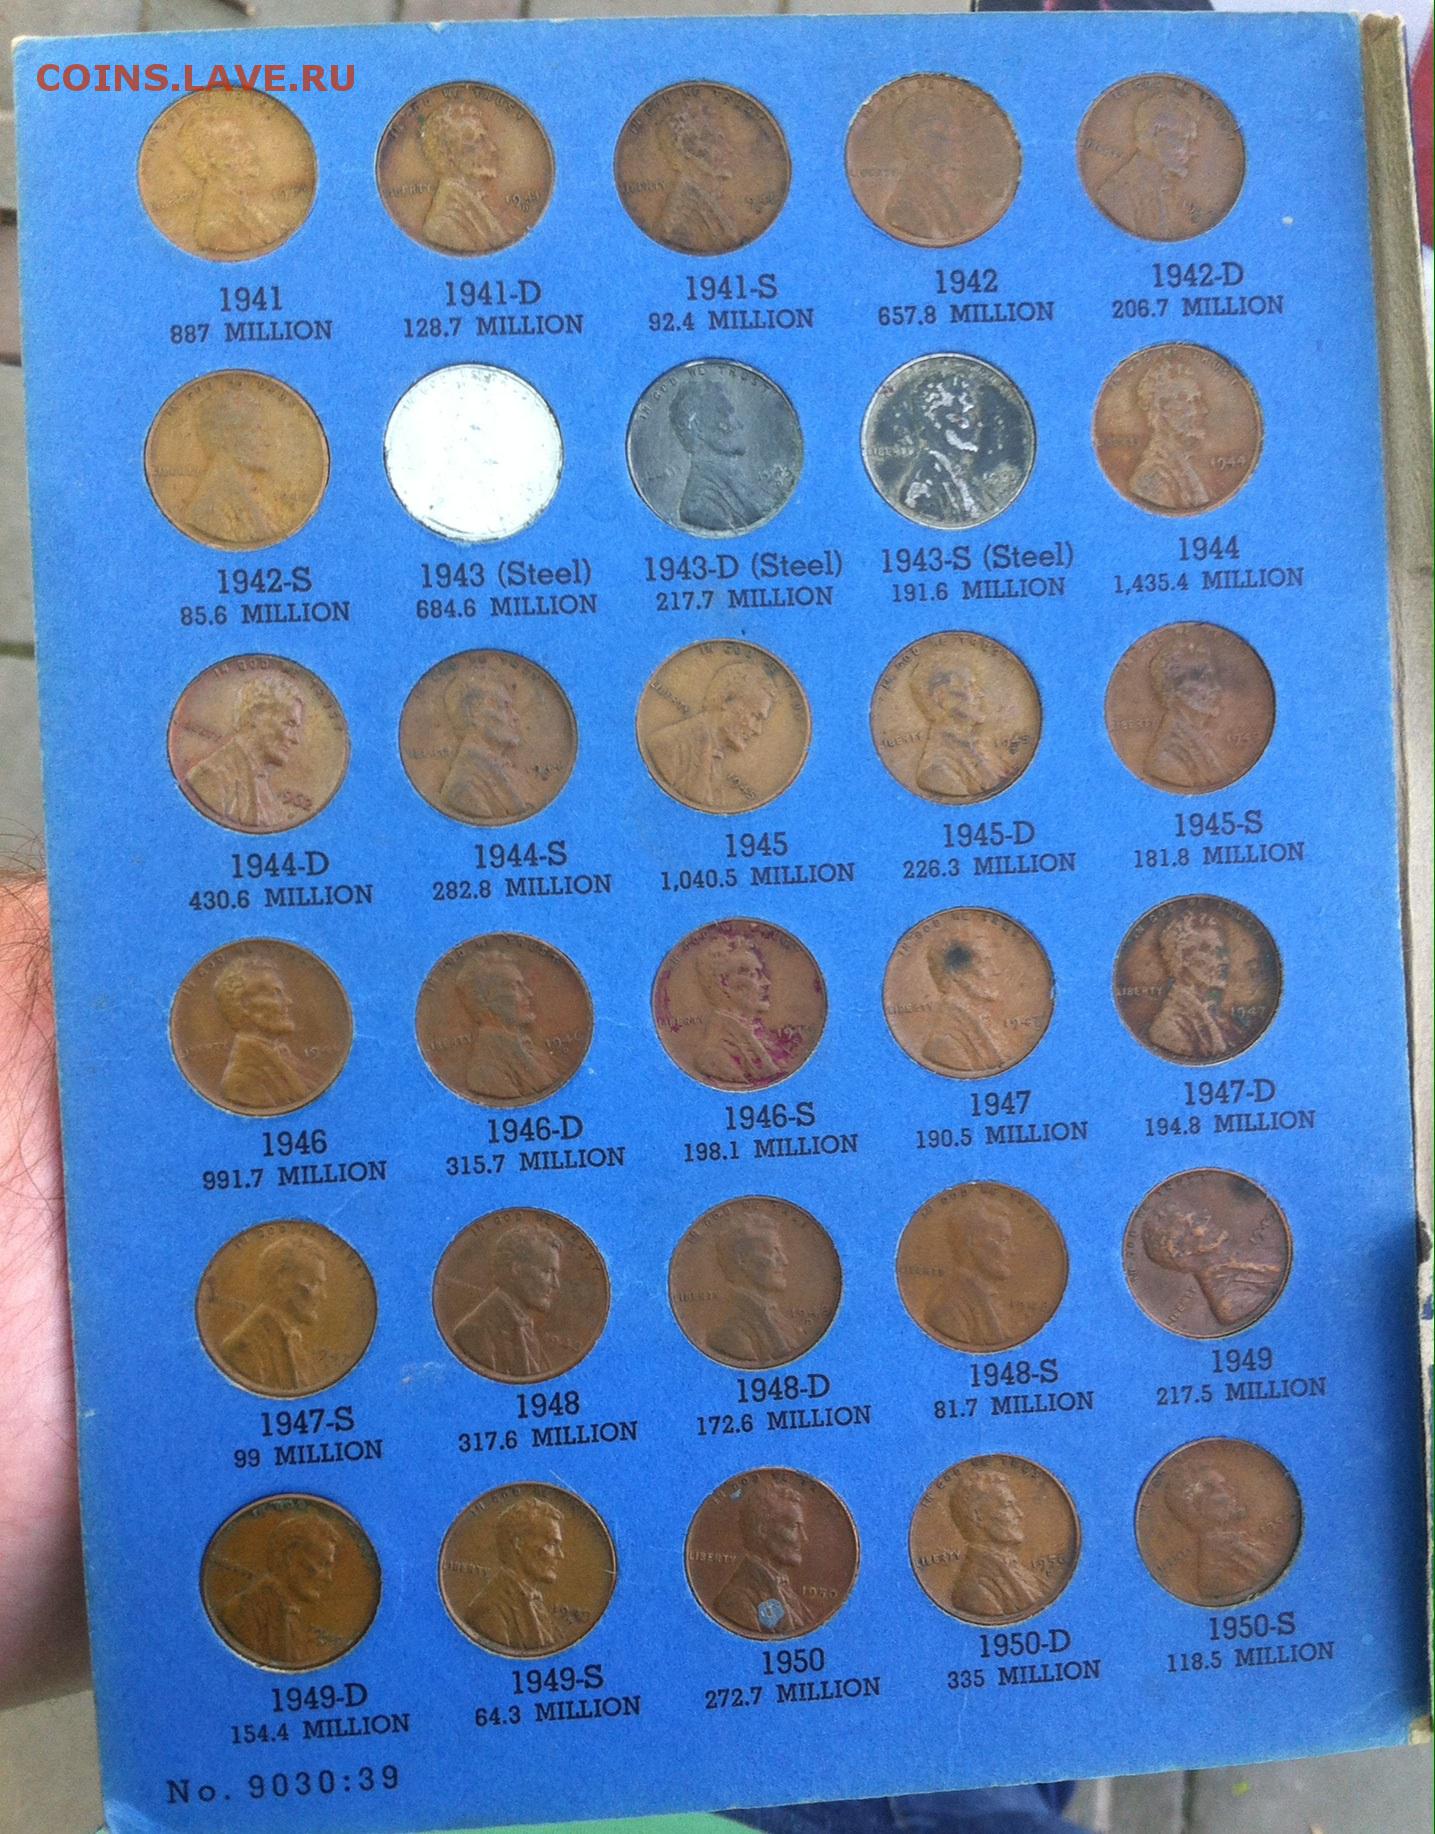 COINS.LAVE.RU
1941
887 MILLION
1941-D
128.7 MILLION
1941-S
92.4 MILLION
1942
657.8 MILLION
1942-D
206.7 MILLION
1942-S
85.6 MILLION
1943 (Steel)
684.6 MILLION
1943-D (Steel)
217.7 MILLION
1943-S (Steel)
191.6 MILLION
1944
1,435.4 MILLION
1944-D
430.6 MILLION
1944-S
282.8 MILLION
1945
1,040.5 MILLION
1945-D
226.3 MILLION
1945-S
181.8 MILLION
1946
991.7 MILLION
1946-D
315.7 MILLION
1946-S
198.1 MILLION
1947
190.5 MILLION
1947-D
194.8 MILLION
1947-S
99 MILLION
1948
317.6 MILLION
1948-D
172.6 MILLION
1948-S
81.7 MILLION
1949
217.5 MILLION
1949-D
154.4 MILLION
1949-S
64.3 MILLION
1950
272.7 MILLION
1950-D
335 MILLION
1950-S
118.5 MILLION
No. 9030:39